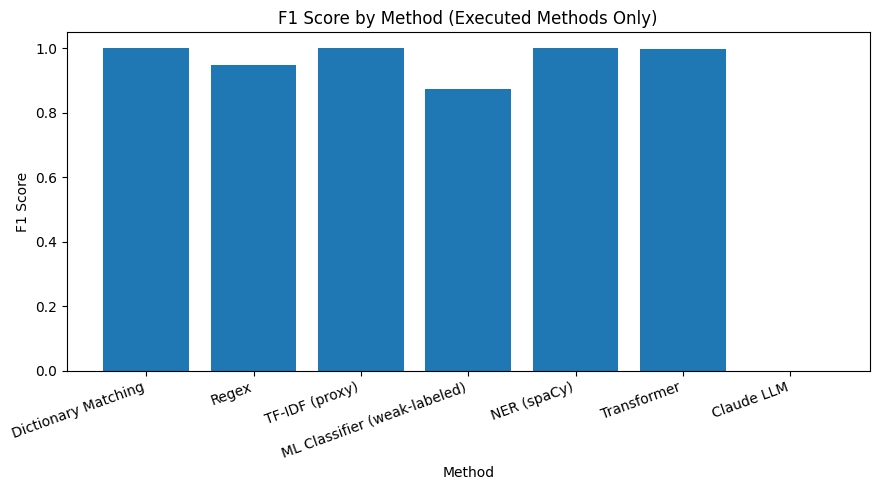 F1 Score by Method (Executed Methods Only)
F1 Score
1.0
0.8
0.6
0.4
0.2
0.0
Dictionary Matching
Regex
TF-IDF (proxy)
ML Classifier (weak-labeled)
NER (spaCy)
Transformer
Claude LLM
Method